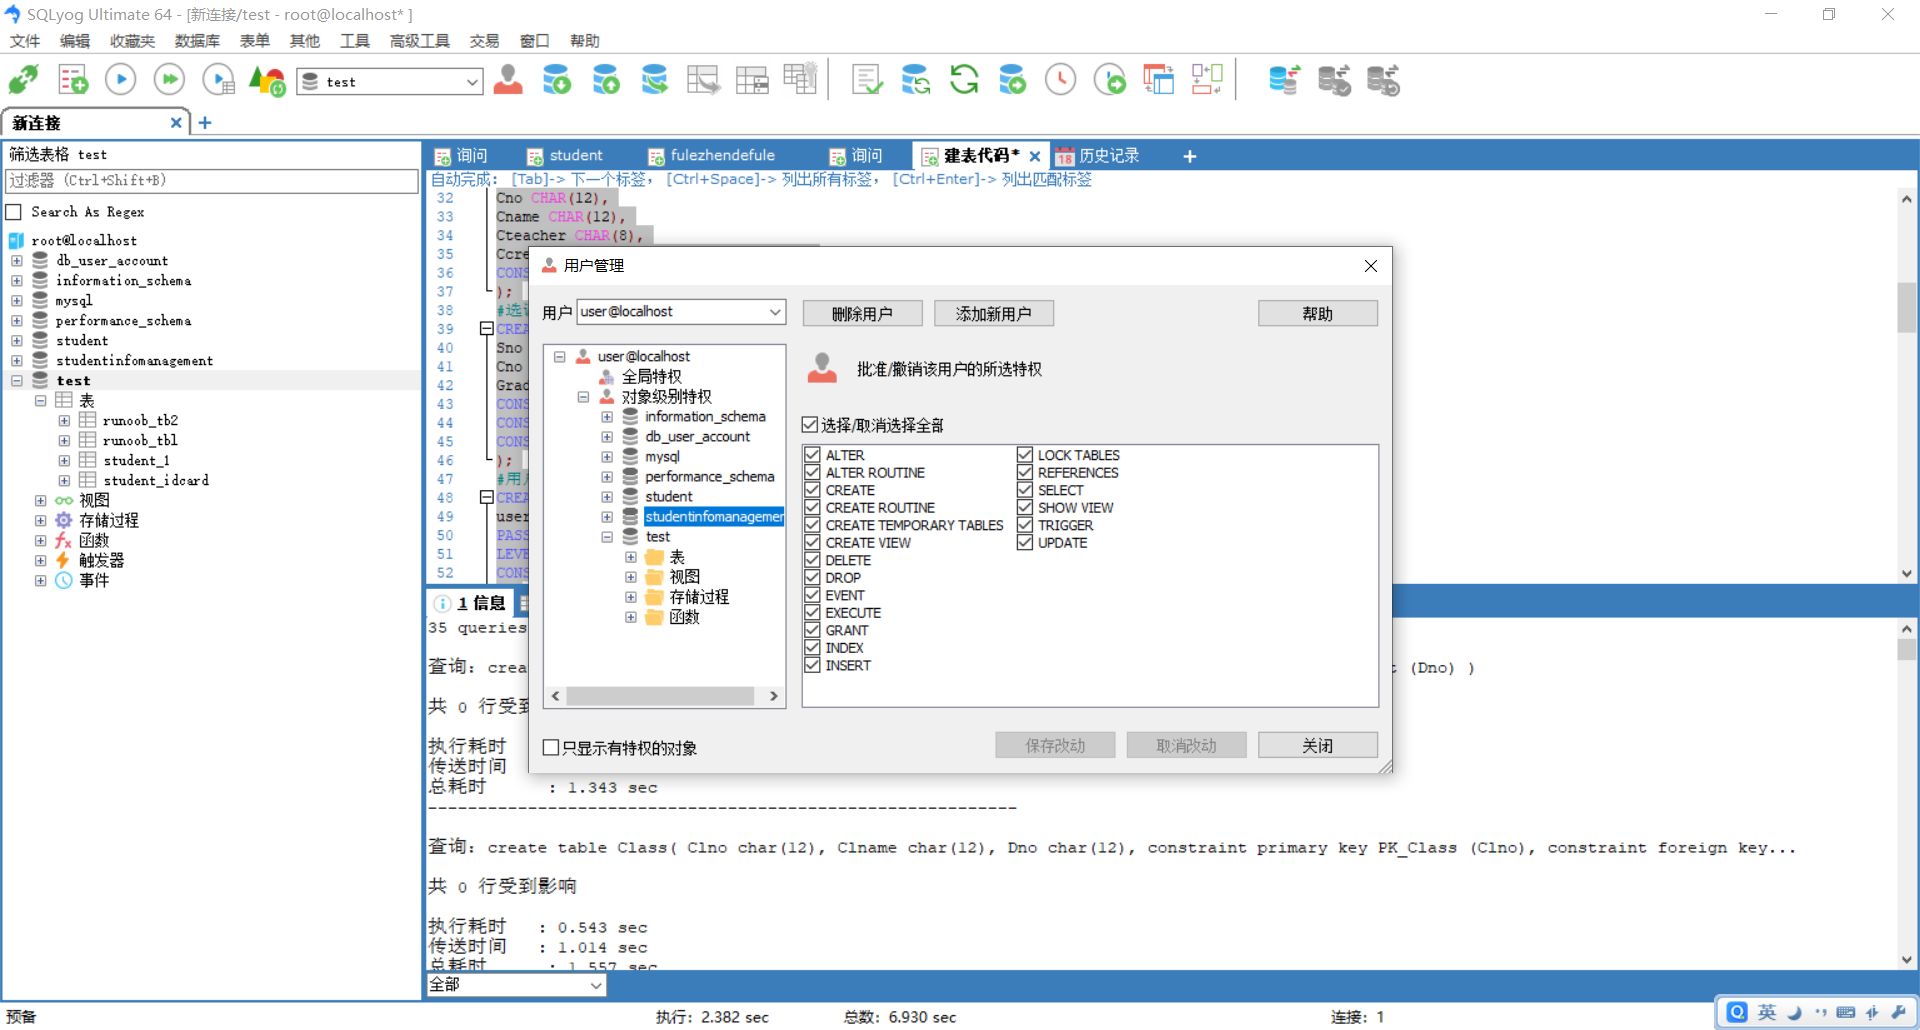 SQLyog Ultimate 64 - [新连接/test - root@localhost* ]
文件 编辑 收藏夹 数据库 表单 其他 工具 高级工具 交易 窗口 帮助
test
新连接
筛选表格 test
过滤器 (Ctrl+Shift+B)
Search As Regex
root@localhost
db_user_account
information_schema
mysql
performance_schema
student
studentinfomanagement
test
表
runoob_tb2
runoob_tbl
student_1
student_idcard
视图
存储过程
函数
触发器
事件
询问 student fulezhendefule 询问 建表代码* 18 历史记录
自动完成: [Tab]-> 下一个标签, [Ctrl+Space]-> 列出所有标签, [Ctrl+Enter]-> 列出匹配标签
32 Cno CHAR(12),
33 Cname CHAR(12),
34 Cteacher CHAR(8),
35 Ccre
36 CONS
37 );
38 #选
39 CREA
40 Sno
41 Cno
42 Grad
43 CONS
44 CONS
45 CONS
46 );
47 #用
48 CREA
49 user
50 PASS
51 LEVE
52 CONS
用户管理
用户 user@localhost 删除用户 添加新用户 帮助
user@localhost
全局特权
对象级别特权
information_schema
db_user_account
mysql
performance_schema
student
studentinfomanagemen
test
表
视图
存储过程
函数
批准/撤销该用户的所选特权
选择/取消选择全部
ALTER
ALTER ROUTINE
CREATE
CREATE ROUTINE
CREATE TEMPORARY TABLES
CREATE VIEW
DELETE
DROP
EVENT
EXECUTE
GRANT
INDEX
INSERT
LOCK TABLES
REFERENCES
SELECT
SHOW VIEW
TRIGGER
UPDATE
只显示有特权的对象 保存改动 取消改动 关闭
1 信息
35 queries
查询: crea (Dno) )
共 0 行受到
执行耗时
传送时间
总耗时 : 1.343 sec
-----------------------------------------------------------
查询: create table Class( Clno char(12), Clname char(12), Dno char(12), constraint primary key PK_Class (Clno), constraint foreign key...
共 0 行受到影响
执行耗时 : 0.543 sec
传送时间 : 1.014 sec
总耗时 : 1.557 sec
全部
预备 执行: 2.382 sec 总数: 6.930 sec 连接: 1
英